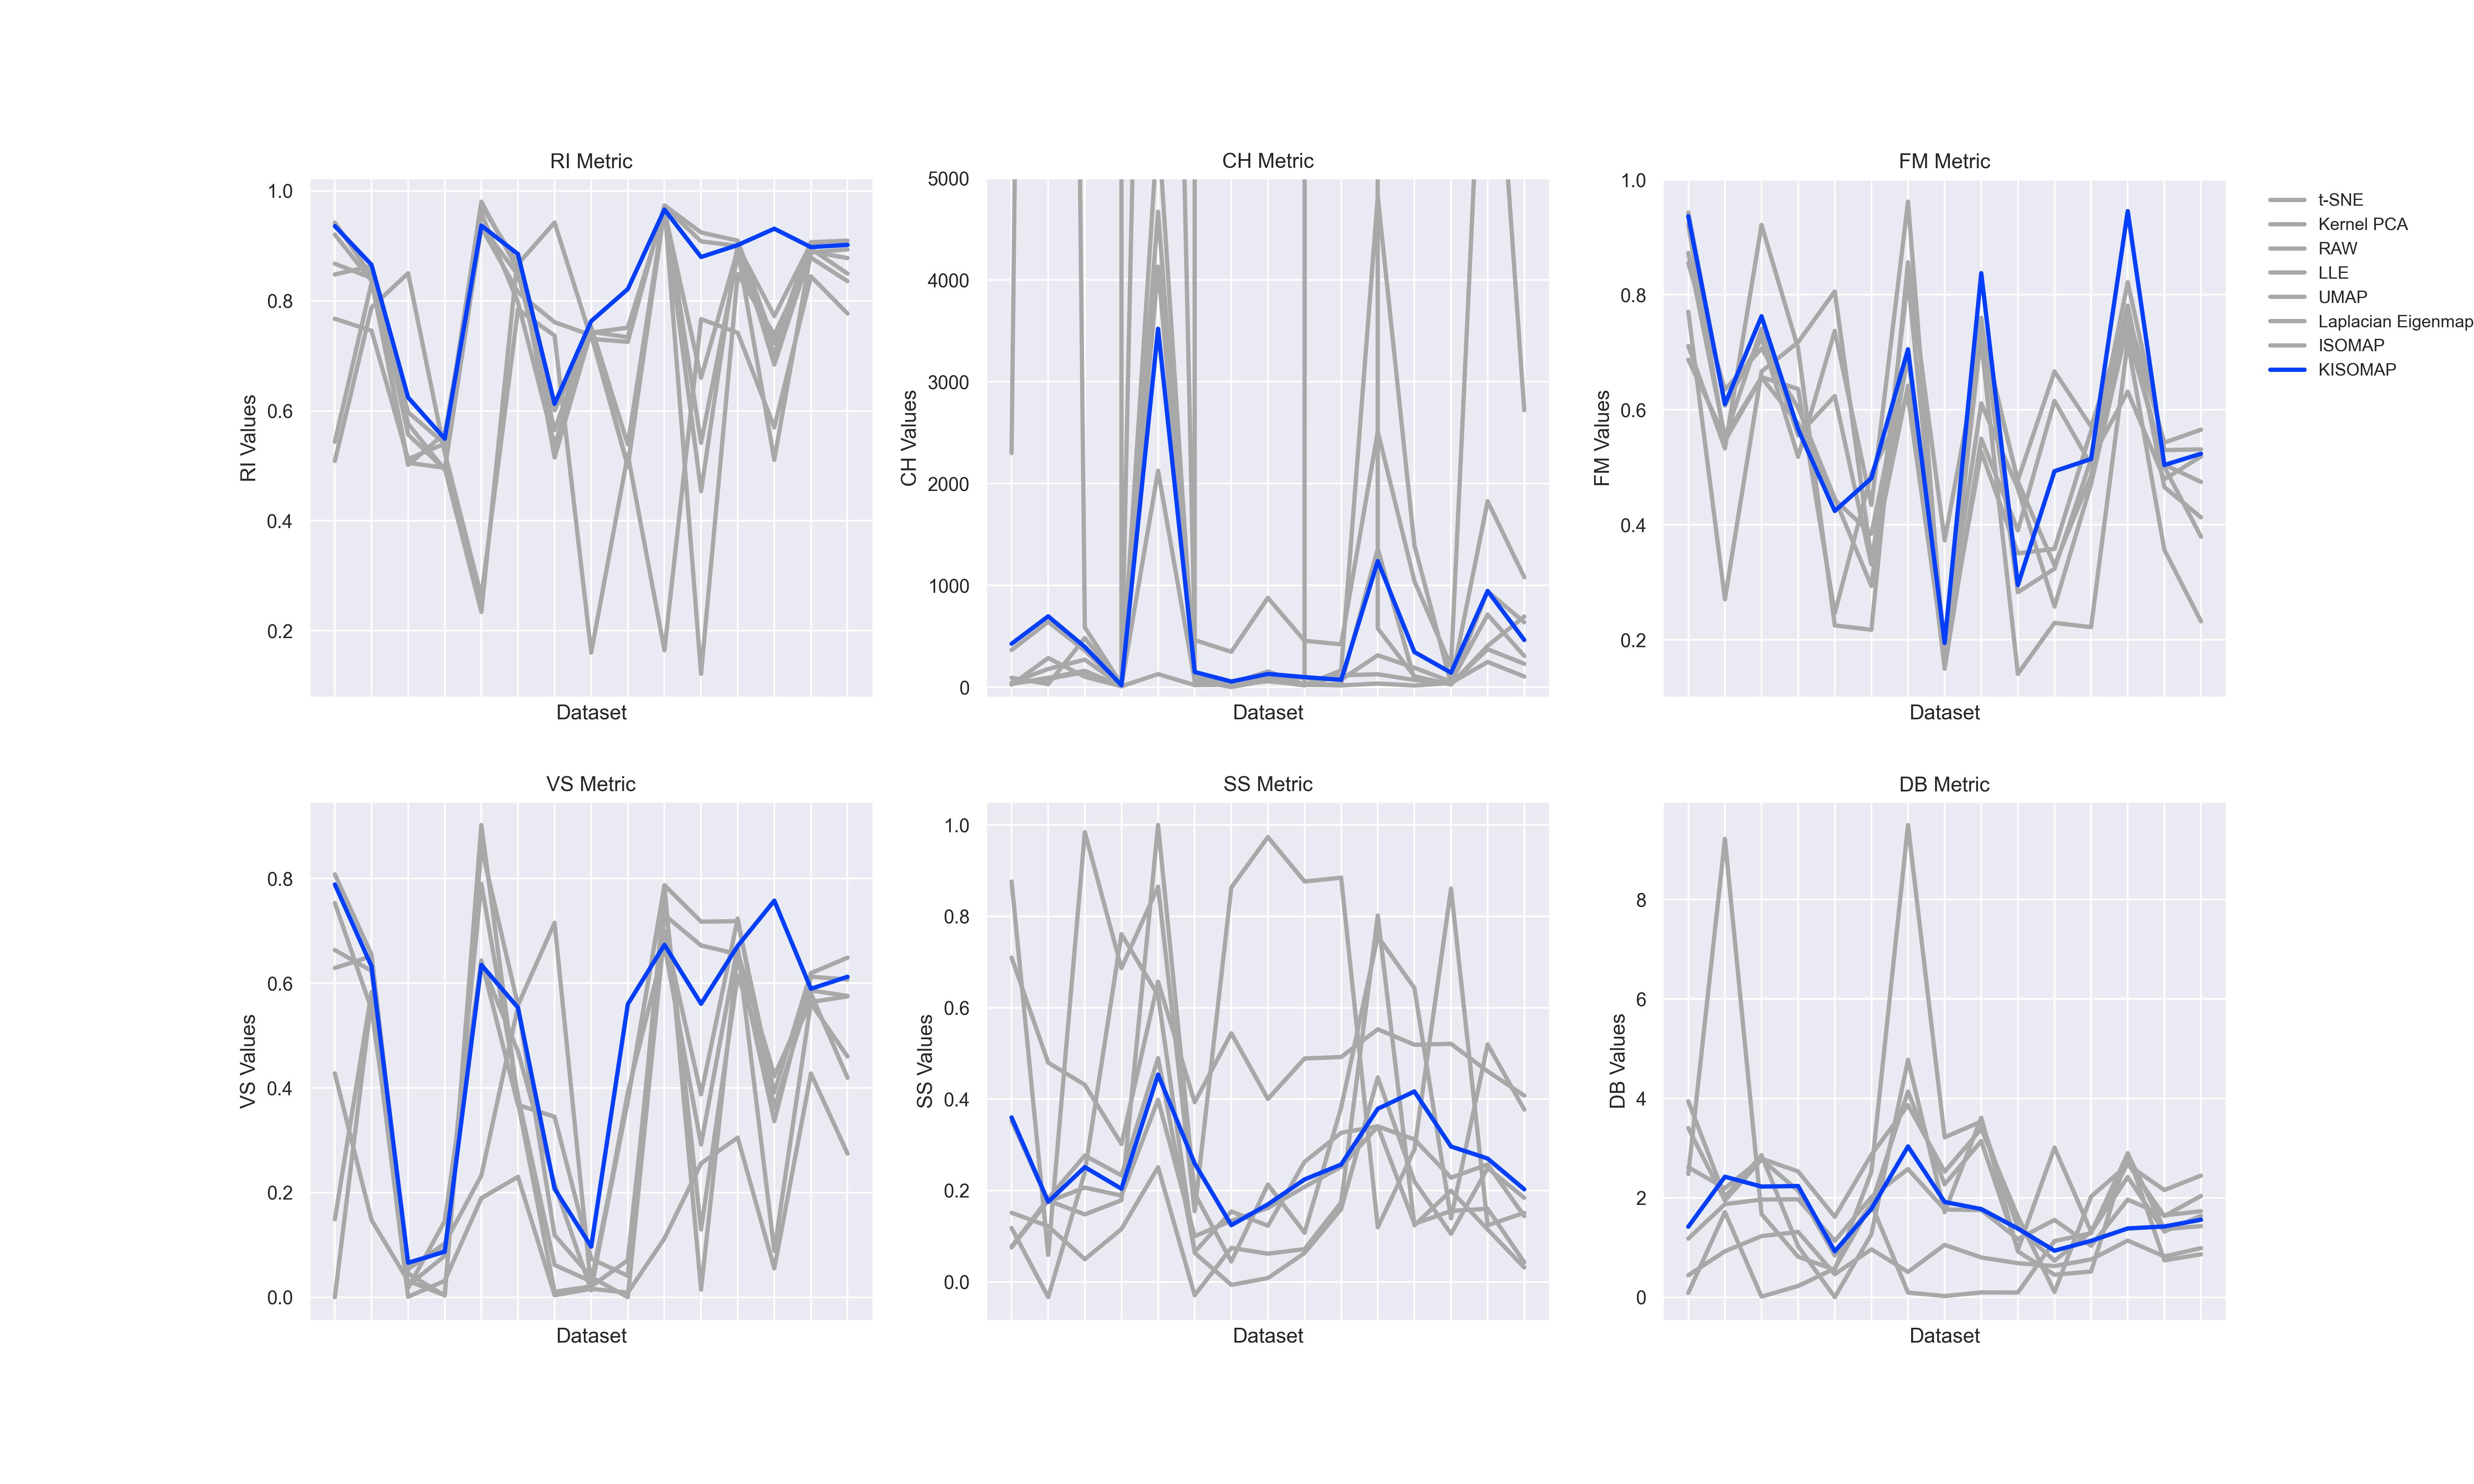 RI Metric
1.0
0.8
0.6
0.4
0.2
RI Values
Dataset
CH Metric
5000
4000
3000
2000
1000
0
CH Values
Dataset
FM Metric
1.0
0.8
0.6
0.4
0.2
FM Values
Dataset
t-SNE
Kernel PCA
RAW
LLE
UMAP
Laplacian Eigenmap
ISOMAP
KISOMAP
VS Metric
0.8
0.6
0.4
0.2
0.0
VS Values
Dataset
SS Metric
1.0
0.8
0.6
0.4
0.2
0.0
SS Values
Dataset
DB Metric
8
6
4
2
0
DB Values
Dataset